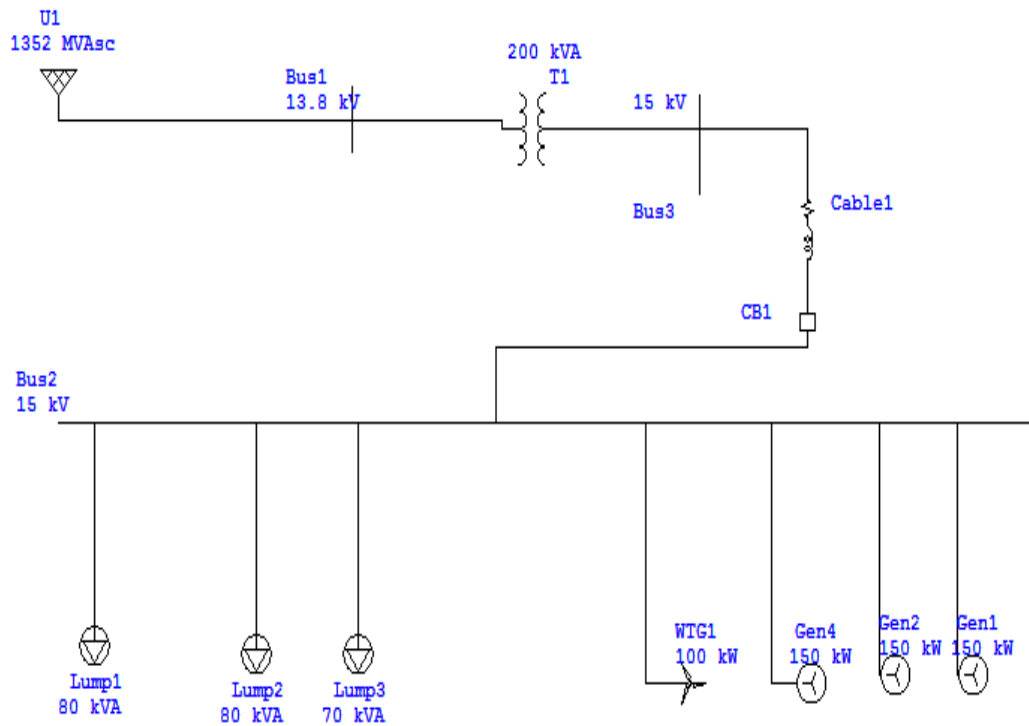 U1
1352 MVAsc
Bus1
13.8 kV
200 kVA
T1
15 kV
Bus3
Cable1
CB1
Bus2
15 kV
Lump1
80 kVA
Lump2
80 kVA
Lump3
70 kVA
WTG1
100 kW
Gen4
150 kW
Gen2
150 kW
Gen1
150 kW